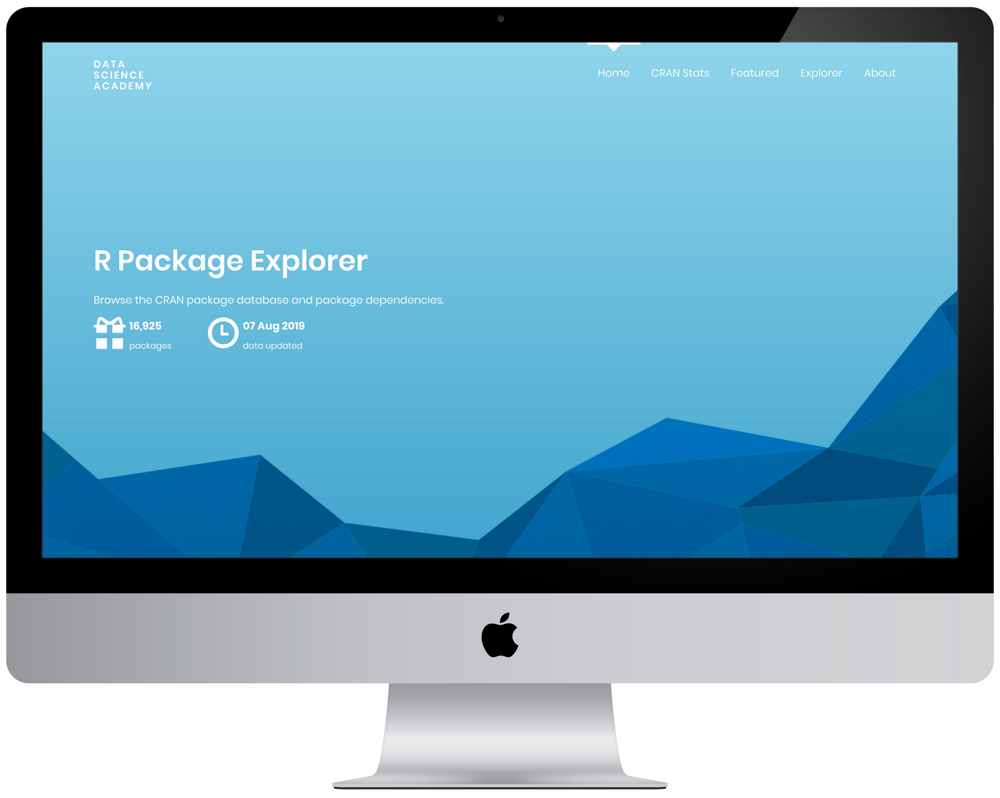 DATA
SCIENCE
ACADEMY
Home CRAN Stats Featured Explorer About
R Package Explorer
Browse the CRAN package database and package dependencies.
16,925
packages
07 Aug 2019
data updated